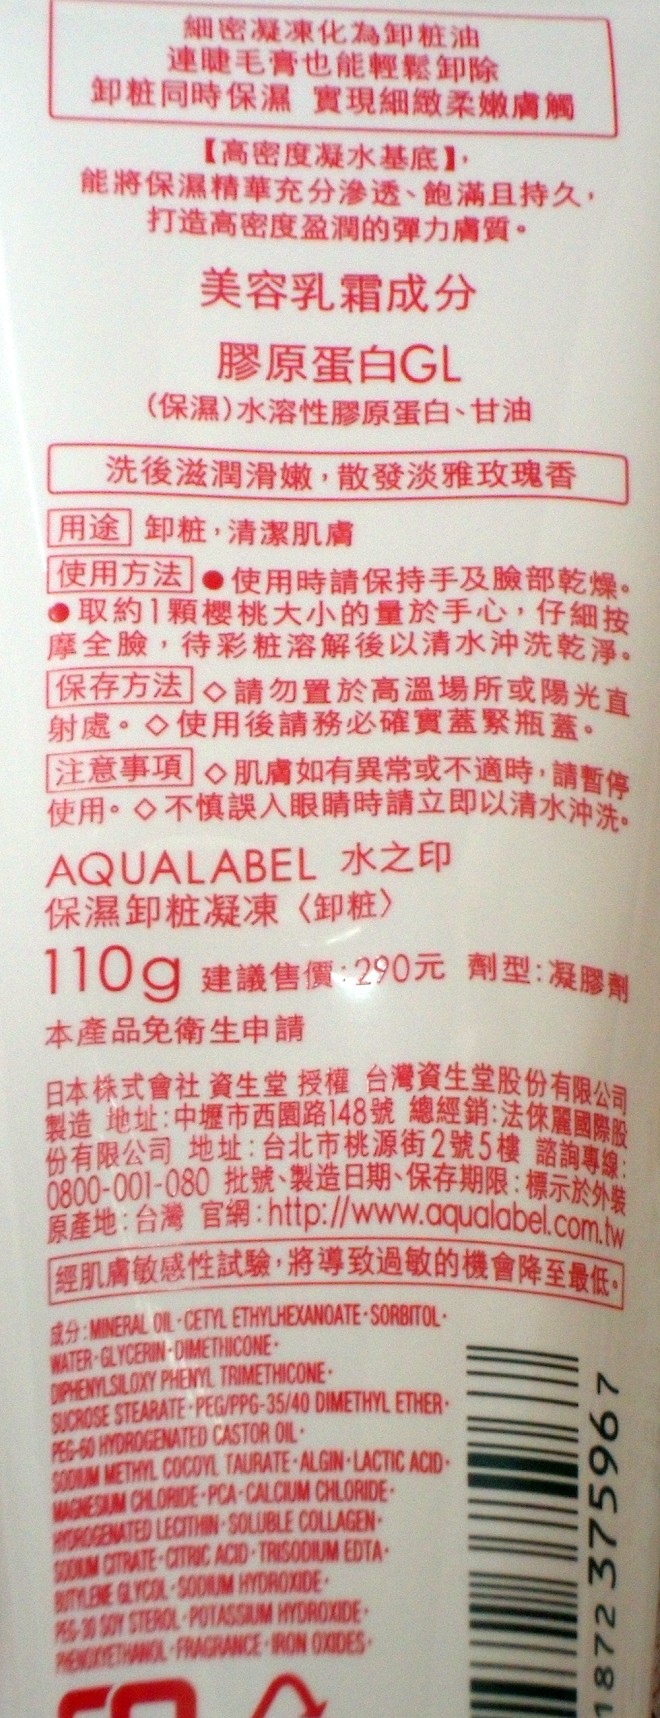 細密凝凍化為卸粧油
連睫毛膏也能輕鬆卸除
卸粧同時保濕 實現細緻柔嫩膚觸
【高密度凝水基底】,
能將保濕精華充分滲透、飽滿且持久,
打造高密度盈潤的彈力膚質。
美容乳霜成分
膠原蛋白GL
(保濕)水溶性膠原蛋白、甘油
洗後滋潤滑嫩,散發淡雅玫瑰香
用途 卸粧,清潔肌膚
使用方法 ●使用時請保持手及臉部乾燥。
●取約1顆櫻桃大小的量於手心,仔細按
摩全臉,待彩粧溶解後以清水沖洗乾淨。
保存方法 ◇請勿置於高溫場所或陽光直
射處。◇使用後請務必確實蓋緊瓶蓋。
注意事項 ◇肌膚如有異常或不適時,請暫停
使用。◇不慎誤入眼睛時請立即以清水沖洗。
AQUALABEL 水之印
保濕卸粧凝凍〈卸粧〉
110g 建議售價:290元 劑型:凝膠劑
本產品免衛生申請
日本株式會社 資生堂 授權 台灣資生堂股份有限公司
製造 地址:中壢市西園路148號 總經銷:法倈麗國際股
份有限公司 地址:台北市桃源街2號5樓 諮詢專線:
0800-001-080 批號、製造日期、保存期限:標示於外裝
原產地:台灣 官網:http://www.aqualabel.com.tw
經肌膚敏感性試驗,將導致過敏的機會降至最低。
成分:MINERAL OIL·CETYL ETHYLHEXANOATE·SORBITOL·
WATER·GLYCERIN·DIMETHICONE·
DIPHENYLSILOXY PHENYL TRIMETHICONE·
SUCROSE STEARATE·PEG/PPG-35/40 DIMETHYL ETHER·
PEG-60 HYDROGENATED CASTOR OIL·
SODIUM METHYL COCOYL TAURATE·ALGIN·LACTIC ACID·
MAGNESIUM CHLORIDE·PCA·CALCIUM CHLORIDE·
HYDROGENATED LECITHIN·SOLUBLE COLLAGEN·
SODIUM CITRATE·CITRIC ACID·TRISODIUM EDTA·
BUTYLENE GLYCOL·SODIUM HYDROXIDE·
PEG-30 SOY STEROL·POTASSIUM HYDROXIDE·
PHENOXYETHANOL·FRAGRANCE·IRON OXIDES·
1872375967